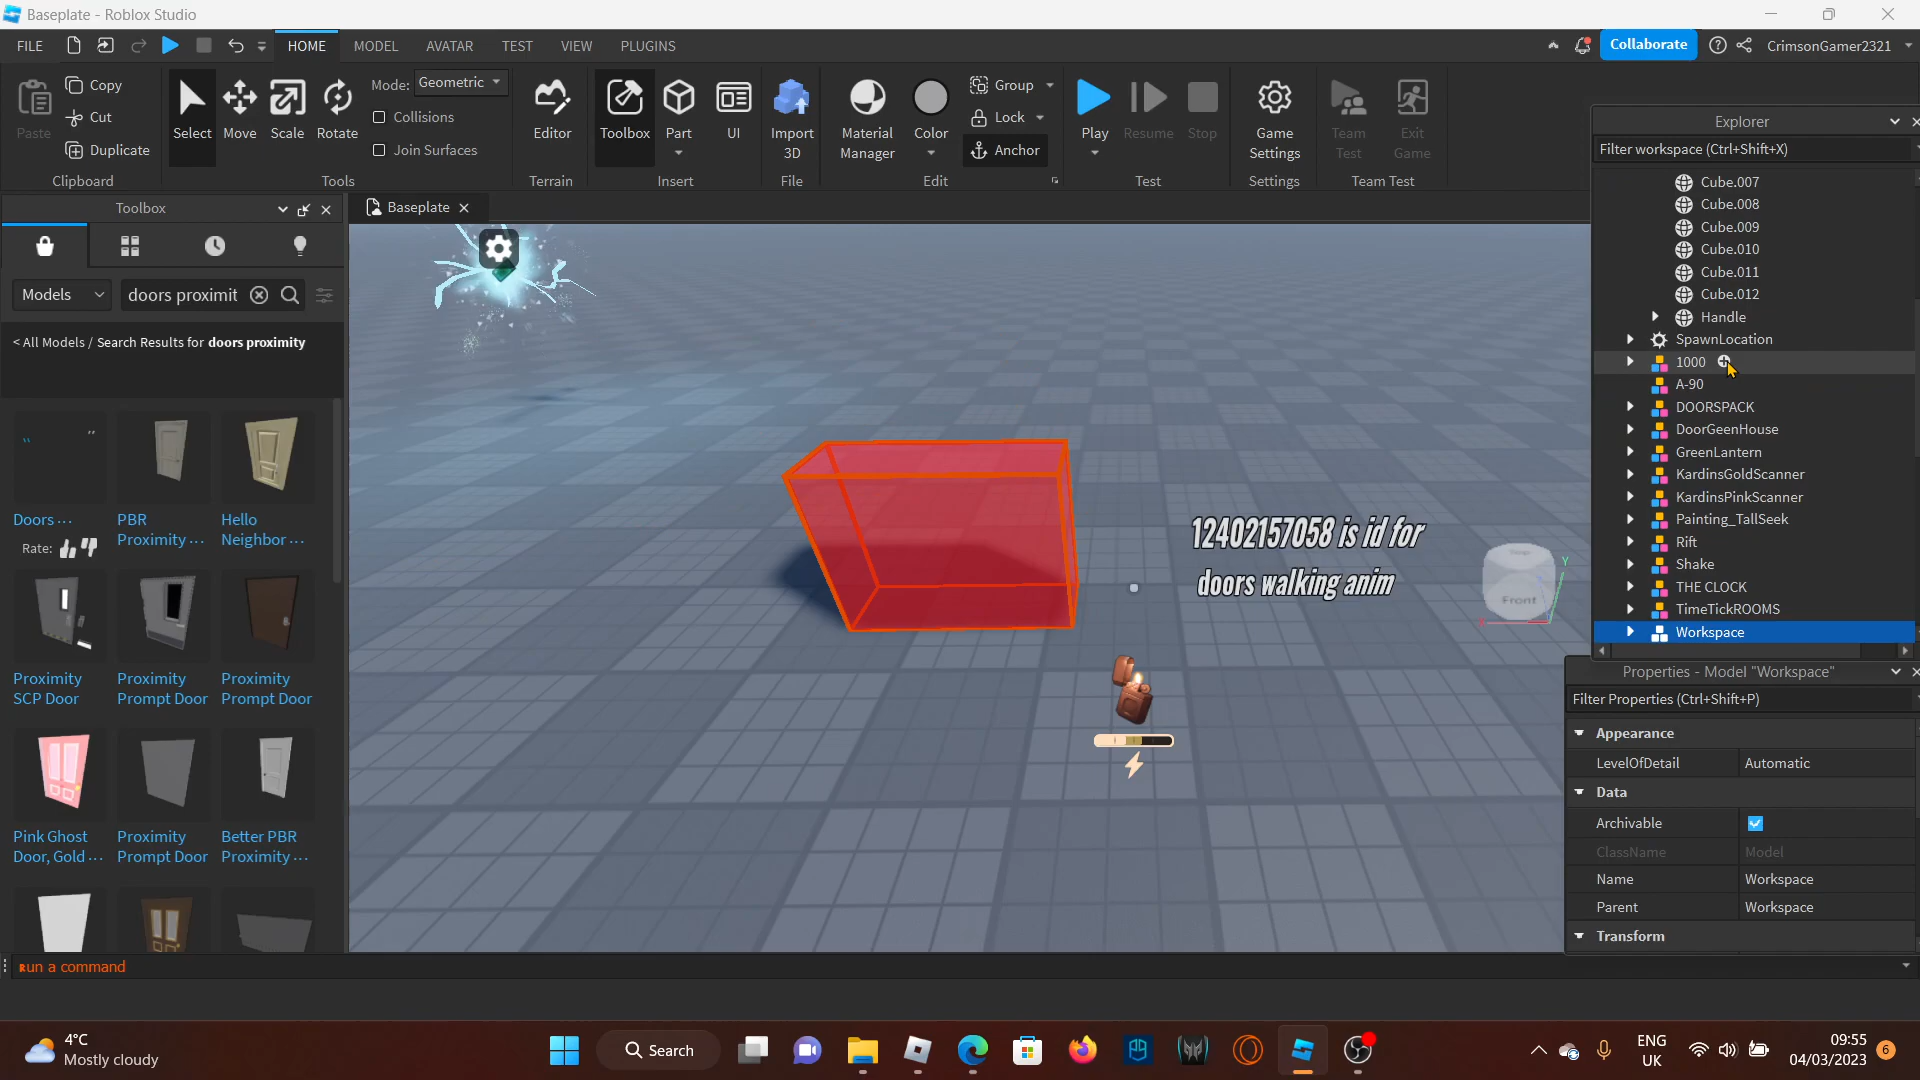 Baseplate - Roblox Studio
FILE
HOME
MODEL
AVATAR
TEST
VIEW
PLUGINS
Collaborate
CrimsonGamer2321
Paste
Copy
Cut
Duplicate
Clipboard
Select
Move
Scale
Rotate
Mode: Geometric
Collisions
Join Surfaces
Tools
Editor
Terrain
Toolbox
Part
UI
Insert
Import
3D
File
Material
Manager
Color
Group
Lock
Anchor
Edit
Play
Resume
Stop
Test
Game
Settings
Settings
Team
Test
Exit
Game
Team Test
Toolbox
Models
doors proximit
< All Models / Search Results for doors proximity
Doors ...
Rate:
PBR
Proximity ...
Hello
Neighbor ...
Proximity
SCP Door
Proximity
Prompt Door
Proximity
Prompt Door
Pink Ghost
Door, Gold ...
Proximity
Prompt Door
Better PBR
Proximity ...
Baseplate
12402157058 is id for
doors walking anim
Front
Y
Explorer
Filter workspace (Ctrl+Shift+X)
Cube.007
Cube.008
Cube.009
Cube.010
Cube.011
Cube.012
Handle
SpawnLocation
1000
A-90
DOORSPACK
DoorGeenHouse
GreenLantern
KardinsGoldScanner
KardinsPinkScanner
Painting_TallSeek
Rift
Shake
THE CLOCK
TimeTickROOMS
Workspace
Properties - Model "Workspace"
Filter Properties (Ctrl+Shift+P)
Appearance
LevelOfDetail Automatic
Data
Archivable
ClassName Model
Name Workspace
Parent Workspace
Transform
Run a command
4°C
Mostly cloudy
Search
ENG
UK
09:55
04/03/2023
6